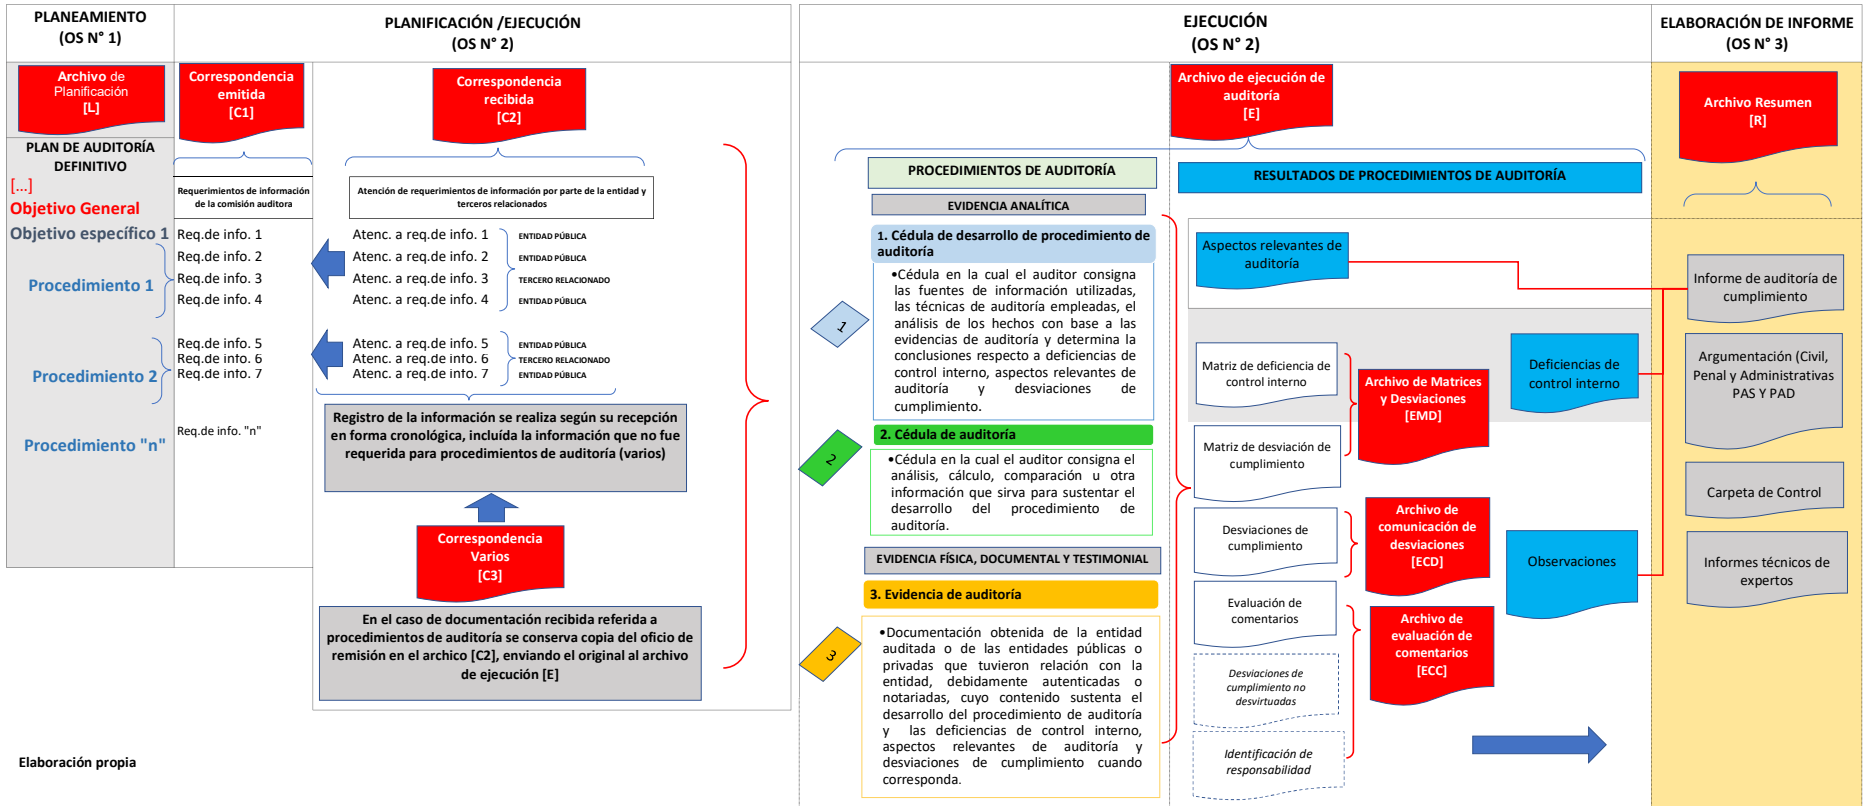 PLANEAMIENTO
(OS N° 1)
PLANIFICACIÓN /EJECUCIÓN
(OS N° 2)
EJECUCIÓN
(OS N° 2)
ELABORACIÓN DE INFORME
(OS N° 3)
Archivo de
Planificación
[L]
Correspondencia
emitida
[C1]
Correspondencia
recibida
[C2]
Archivo de ejecución de
auditoría
[E]
Archivo Resumen
[R]
PLAN DE AUDITORÍA
DEFINITIVO
[...]
Objetivo General
Objetivo específico 1
Procedimiento 1
Procedimiento 2
Procedimiento "n"
Requerimientos de información
de la comisión auditora
Req.de info. 1
Req.de info. 2
Req.de info. 3
Req.de info. 4
Req.de info. 5
Req.de info. 6
Req.de info. 7
Req.de info. "n"
Atención de requerimientos de información por parte de la entidad y
terceros relacionados
Atenc. a req.de info. 1 ENTIDAD PÚBLICA
Atenc. a req.de info. 2 ENTIDAD PÚBLICA
Atenc. a req.de info. 3 TERCERO RELACIONADO
Atenc. a req.de info. 4 ENTIDAD PÚBLICA
Atenc. a req.de info. 5 ENTIDAD PÚBLICA
Atenc. a req.de info. 6 TERCERO RELACIONADO
Atenc. a req.de info. 7 ENTIDAD PÚBLICA
Registro de la información se realiza según su recepción
en forma cronológica, incluída la información que no fue
requerida para procedimientos de auditoría (varios)
Correspondencia
Varios
[C3]
En el caso de documentación recibida referida a
procedimientos de auditoría se conserva copia del oficio de
remisión en el archico [C2], enviando el original al archivo
de ejecución [E]
Elaboración propia
PROCEDIMIENTOS DE AUDITORÍA
EVIDENCIA ANALÍTICA
1. Cédula de desarrollo de procedimiento de
auditoría
1
•Cédula en la cual el auditor consigna
las fuentes de información utilizadas,
las técnicas de auditoría empleadas, el
análisis de los hechos con base a las
evidencias de auditoría y determina la
conclusiones respecto a deficiencias de
control interno, aspectos relevantes de
auditoría y desviaciones de
cumplimiento.
2. Cédula de auditoría
2
•Cédula en la cual el auditor consigna el
análisis, cálculo, comparación u otra
información que sirva para sustentar el
desarrollo del procedimiento de
auditoría.
EVIDENCIA FÍSICA, DOCUMENTAL Y TESTIMONIAL
3. Evidencia de auditoría
3
•Documentación obtenida de la entidad
auditada o de las entidades públicas o
privadas que tuvieron relación con la
entidad, debidamente autenticadas o
notariadas, cuyo contenido sustenta el
desarrollo del procedimiento de auditoría
y las deficiencias de control interno,
aspectos relevantes de auditoría y
desviaciones de cumplimiento cuando
corresponda.
RESULTADOS DE PROCEDIMIENTOS DE AUDITORÍA
Aspectos relevantes de
auditoría
Matriz de deficiencia de
control interno
Matriz de desviación de
cumplimiento
Desviaciones de
cumplimiento
Evaluación de
comentarios
Desviaciones de
cumplimiento no
desvirtuadas
Identificación de
responsabilidad
Archivo de Matrices
y Desviaciones
[EMD]
Archivo de
comunicación de
desviaciones
[ECD]
Archivo de
evaluación de
comentarios
[ECC]
Deficiencias de
control interno
Observaciones
Informe de auditoría de
cumplimiento
Argumentación (Civil,
Penal y Administrativas
PAS Y PAD
Carpeta de Control
Informes técnicos de
expertos